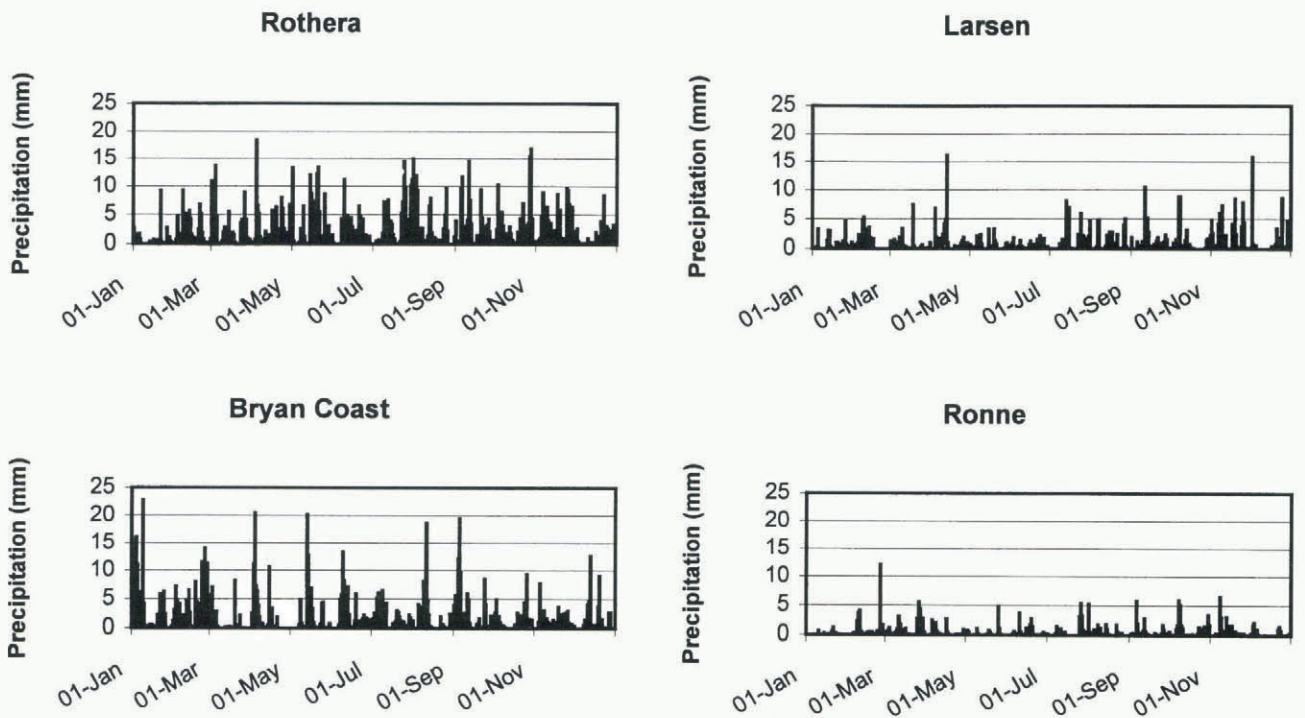 Rothera
Precipitation (mm)
25
20
15
10
5
0
01-Jan
01-Mar
01-May
01-Jul
01-Sep
01-Nov
Larsen
Precipitation (mm)
25
20
15
10
5
0
01-Jan
01-Mar
01-May
01-Jul
01-Sep
01-Nov
Bryan Coast
Precipitation (mm)
25
20
15
10
5
0
01-Jan
01-Mar
01-May
01-Jul
01-Sep
01-Nov
Ronne
Precipitation (mm)
25
20
15
10
5
0
01-Jan
01-Mar
01-May
01-Jul
01-Sep
01-Nov